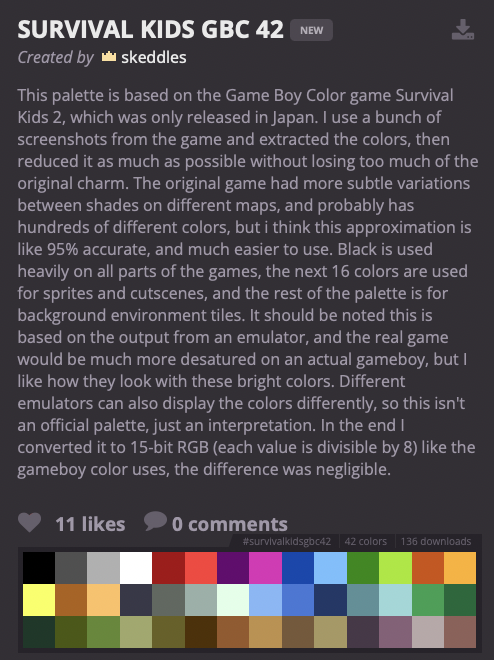 SURVIVAL KIDS GBC 42 NEW
Created by skeddles
This palette is based on the Game Boy Color game Survival
Kids 2, which was only released in Japan. I use a bunch of
screenshots from the game and extracted the colors, then
reduced it as much as possible without losing too much of the
original charm. The original game had more subtle variations
between shades on different maps, and probably has
hundreds of different colors, but i think this approximation is
like 95% accurate, and much easier to use. Black is used
heavily on all parts of the games, the next 16 colors are used
for sprites and cutscenes, and the rest of the palette is for
background environment tiles. It should be noted this is
based on the output from an emulator, and the real game
would be much more desaturated on an actual gameboy, but I
like how they look with these bright colors. Different
emulators can also display the colors differently, so this isn't
an official palette, just an interpretation. In the end I
converted it to 15-bit RGB (each value is divisible by 8) like the
gameboy color uses, the difference was negligible.
11 likes 0 comments
#survivalkidsgbc42 42 colors 136 downloads